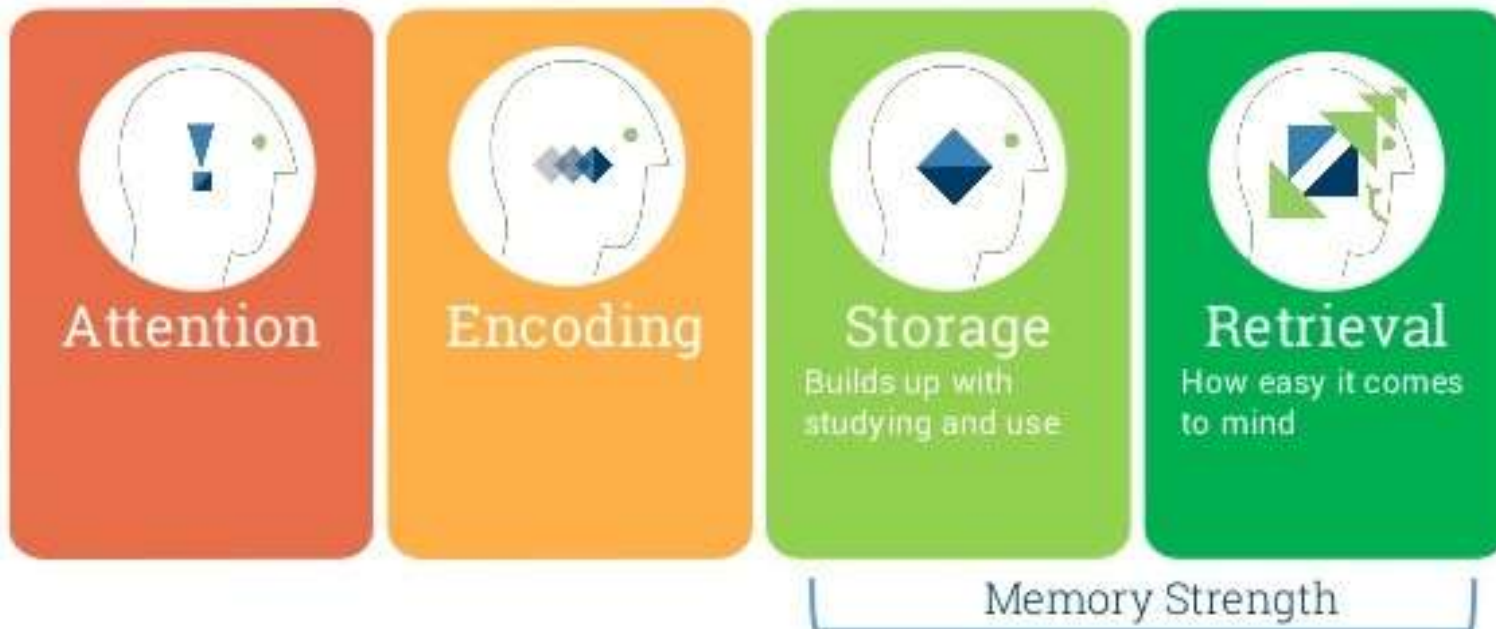 Attention
Encoding
Storage
Builds up with
studying and use
Retrieval
How easy it comes
to mind
Memory Strength